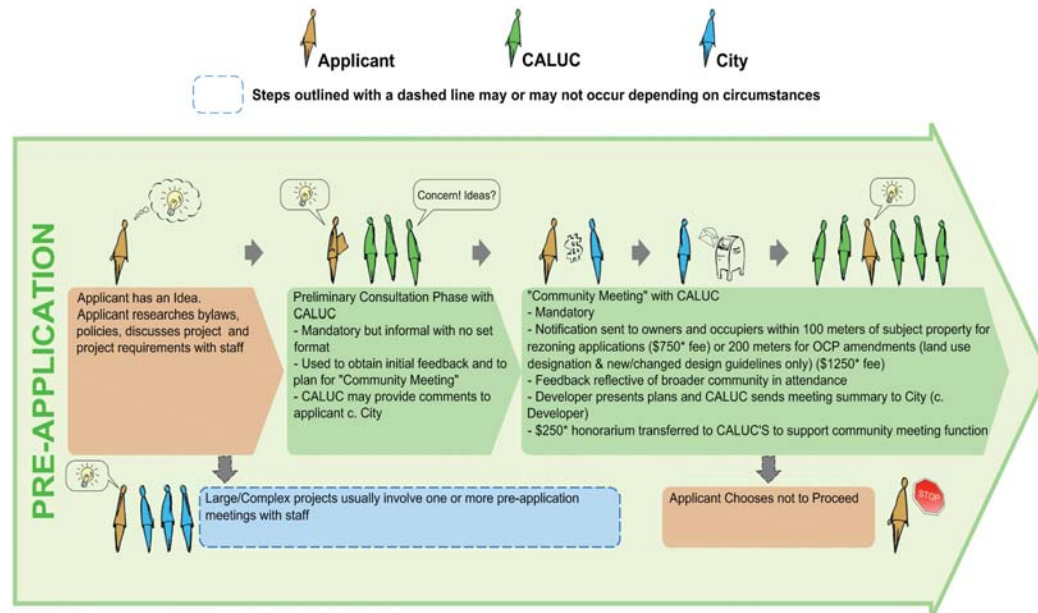 Applicant
CALUC
City
Steps outlined with a dashed line may or may not occur depending on circumstances
PRE-APPLICATION
Concern! Ideas?
Applicant has an Idea.
Applicant researches bylaws,
policies, discusses project and
project requirements with staff
Preliminary Consultation Phase with
CALUC
- Mandatory but informal with no set
format
- Used to obtain initial feedback and to
plan for "Community Meeting"
- CALUC may provide comments to
applicant c. City
$
"Community Meeting" with CALUC
- Mandatory
- Notification sent to owners and occupiers within 100 meters of subject property for
rezoning applications ($750* fee) or 200 meters for OCP amendments (land use
designation & new/changed design guidelines only) ($1250* fee)
- Feedback reflective of broader community in attendance
- Developer presents plans and CALUC sends meeting summary to City (c.
Developer)
- $250* honorarium transferred to CALUC'S to support community meeting function
Large/Complex projects usually involve one or more pre-application
meetings with staff
Applicant Chooses not to Proceed
STOP